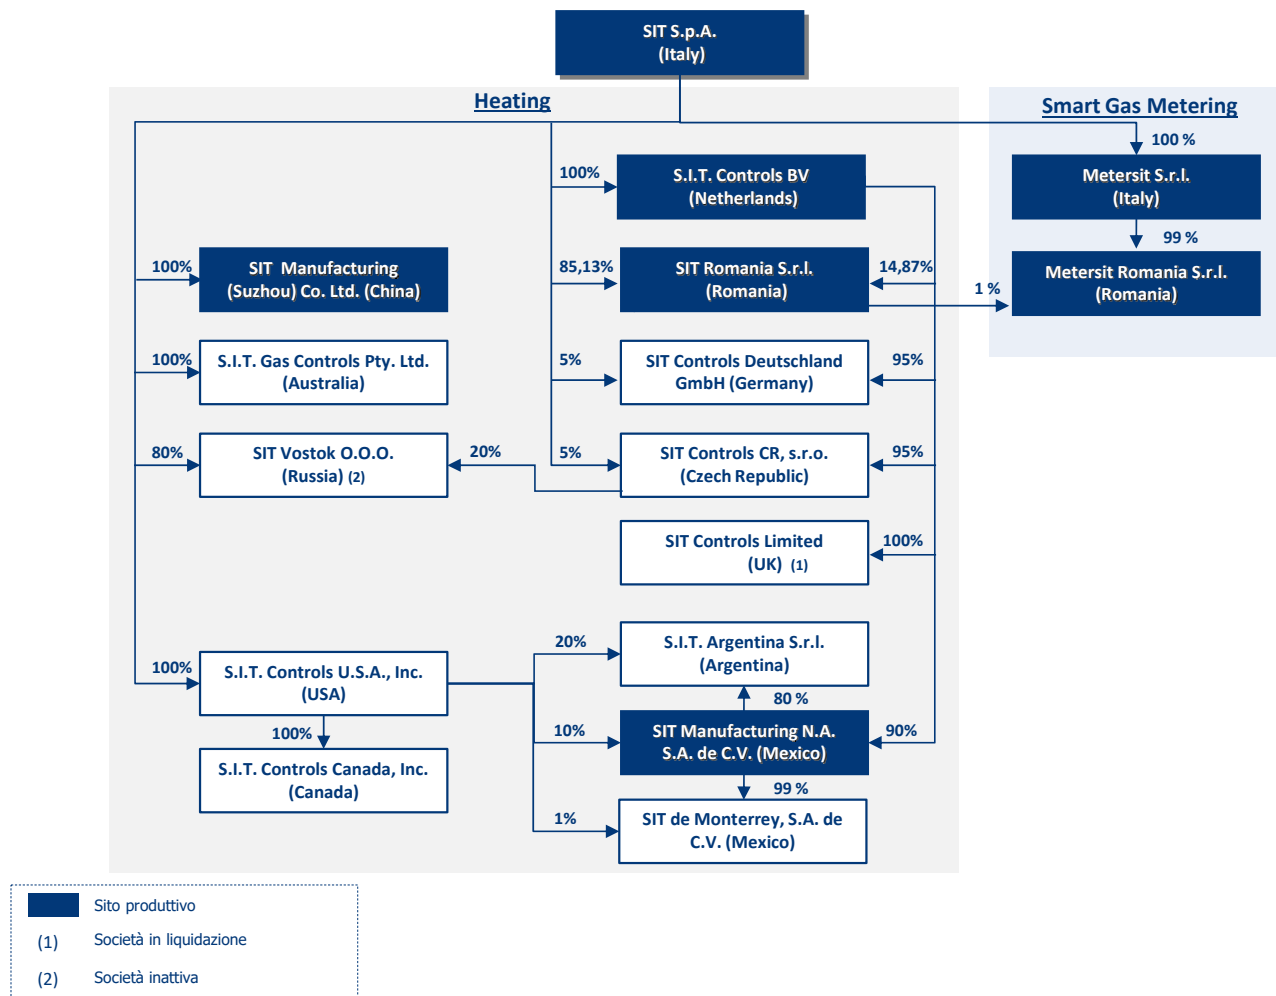 SIT S.p.A.
(Italy)
Heating
Smart Gas Metering
100 %
100%
S.I.T. Controls BV
(Netherlands)
Metersit S.r.l.
(Italy)
99 %
100%
SIT  Manufacturing
(Suzhou) Co. Ltd. (China)
85,13%
SIT Romania S.r.l.
(Romania)
14,87%
1 %
Metersit Romania S.r.l.
(Romania)
100%
S.I.T. Gas Controls Pty. Ltd.
(Australia)
5%
SIT Controls Deutschland
GmbH (Germany)
95%
80%
SIT Vostok O.O.O.
(Russia) (2)
20%
5%
SIT Controls CR, s.r.o.
(Czech Republic)
95%
SIT Controls Limited
(UK) (1)
100%
100%
S.I.T. Controls U.S.A., Inc.
(USA)
20%
S.I.T. Argentina S.r.l.
(Argentina)
80 %
100%
10%
SIT Manufacturing N.A.
S.A. de C.V. (Mexico)
90%
S.I.T. Controls Canada, Inc.
(Canada)
99 %
1%
SIT de Monterrey, S.A. de
C.V. (Mexico)
Sito produttivo
(1) Società in liquidazione
(2) Società inattiva